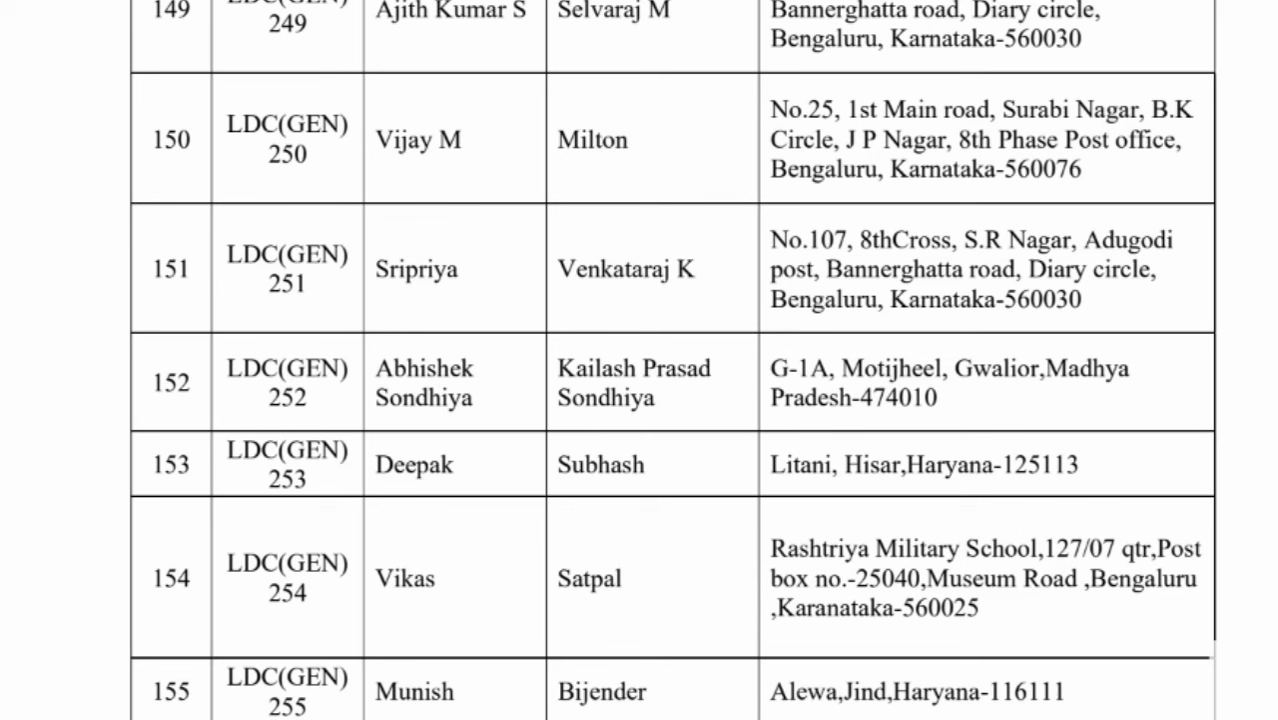 149
LDC(GEN)
249
Ajith Kumar S
Selvaraj M
Bannerghatta road, Diary circle,
Bengaluru, Karnataka-560030
150
LDC(GEN)
250
Vijay M
Milton
No.25, 1st Main road, Surabi Nagar, B.K
Circle, J P Nagar, 8th Phase Post office,
Bengaluru, Karnataka-560076
151
LDC(GEN)
251
Sripriya
Venkataraj K
No.107, 8thCross, S.R Nagar, Adugodi
post, Bannerghatta road, Diary circle,
Bengaluru, Karnataka-560030
152
LDC(GEN)
252
Abhishek
Sondhiya
Kailash Prasad
Sondhiya
G-1A, Motijheel, Gwalior,Madhya
Pradesh-474010
153
LDC(GEN)
253
Deepak
Subhash
Litani, Hisar,Haryana-125113
154
LDC(GEN)
254
Vikas
Satpal
Rashtriya Military School,127/07 qtr,Post
box no.-25040,Museum Road ,Bengaluru
,Karanataka-560025
155
LDC(GEN)
255
Munish
Bijender
Alewa,Jind,Haryana-116111